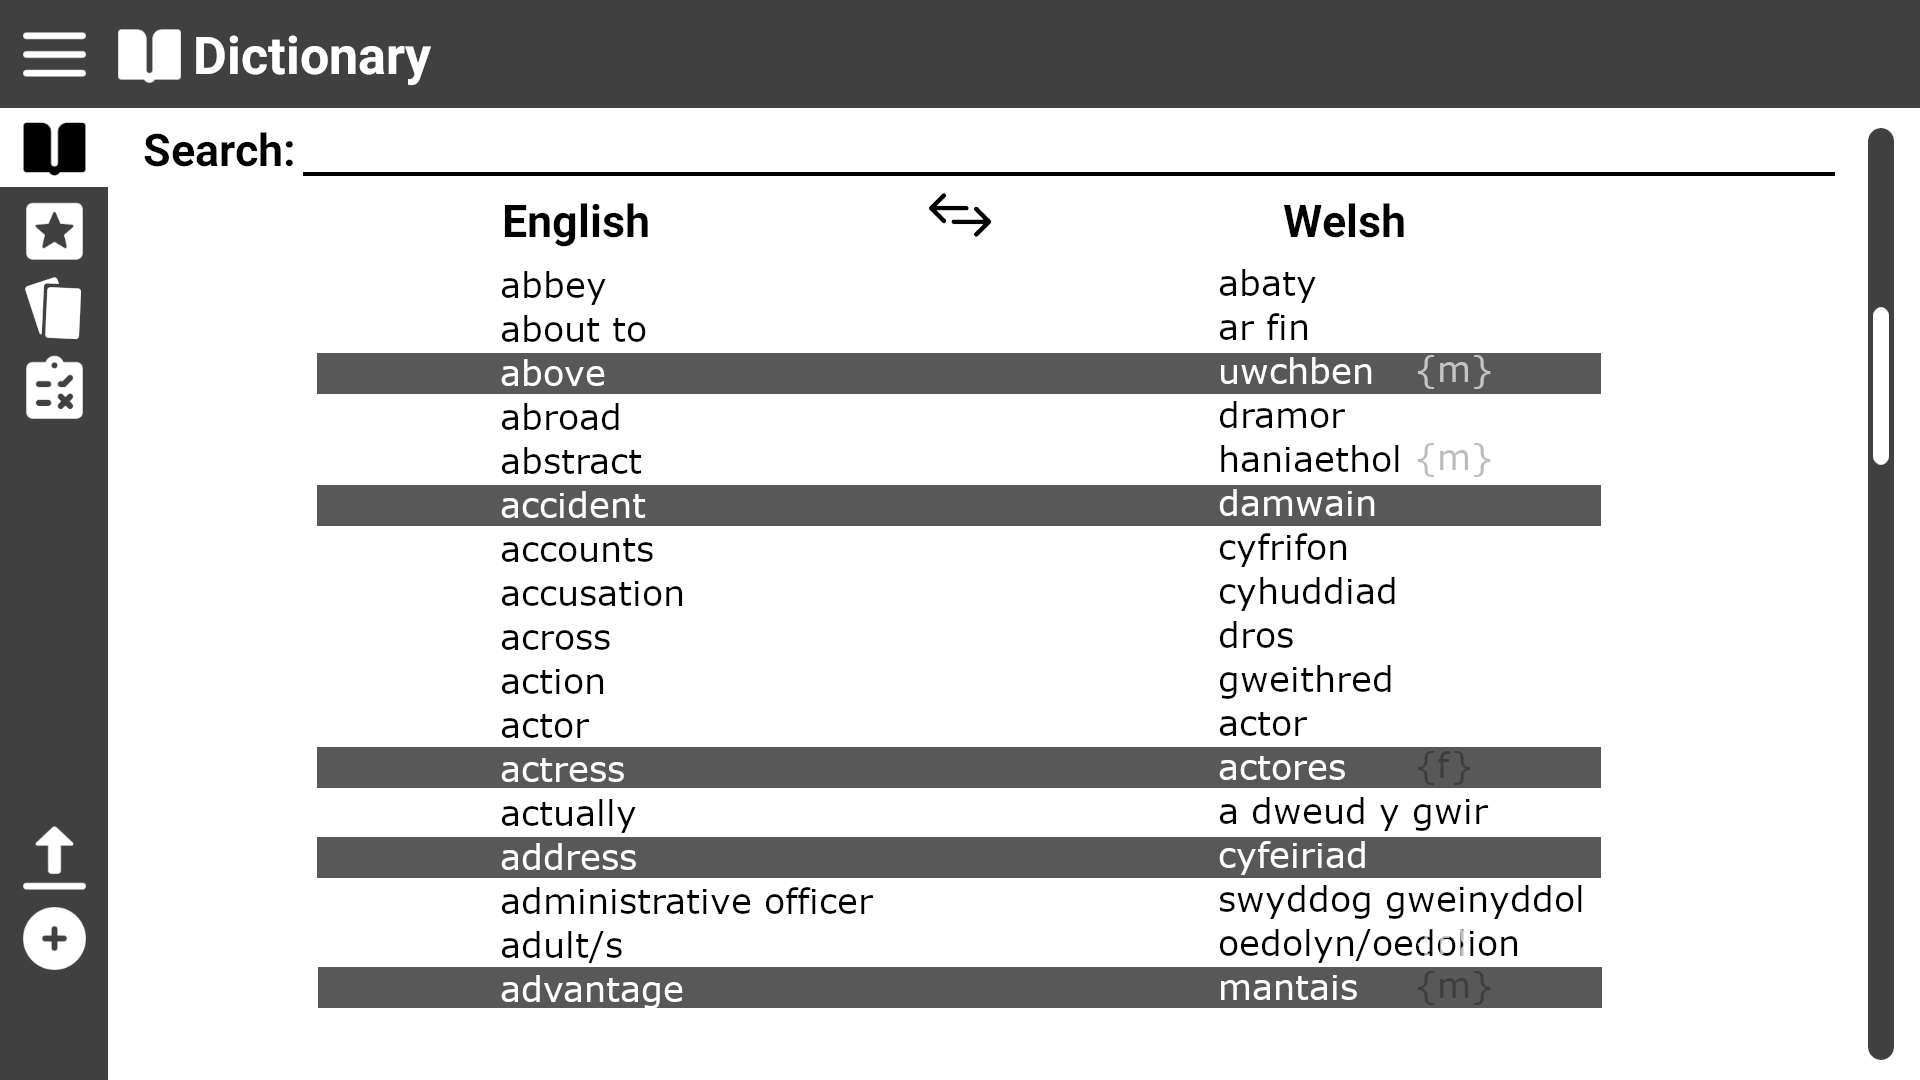 Dictionary
Search:
English Welsh
abbey abaty
about to ar fin
above uwchben {m}
abroad dramor
abstract haniaethol {m}
accident damwain
accounts cyfrifon
accusation cyhuddiad
across dros
action gweithred
actor actor
actress actores {f}
actually a dweud y gwir
address cyfeiriad
administrative officer swyddog gweinyddol
adult/s oedolyn/oedolion
advantage mantais {m}